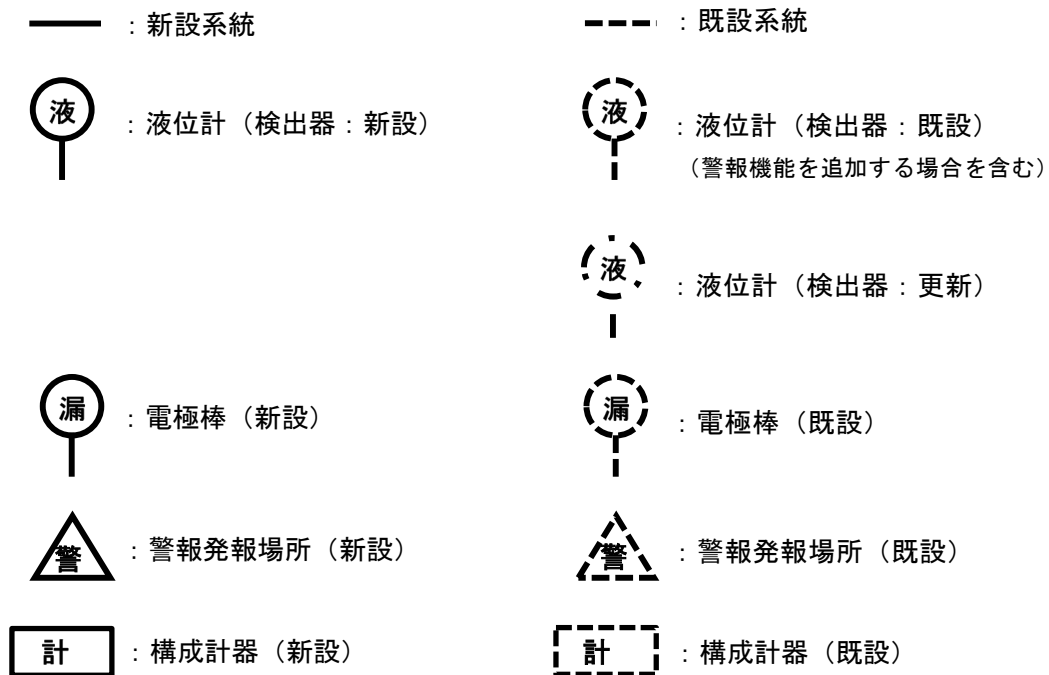 ：新設系統
：既設系統
液
：液位計（検出器：新設）
液
：液位計（検出器：既設）
（警報機能を追加する場合を含む）
液
：液位計（検出器：更新）
漏
：電極棒（新設）
漏
：電極棒（既設）
警
：警報発報場所（新設）
警
：警報発報場所（既設）
計
：構成計器（新設）
計
：構成計器（既設）